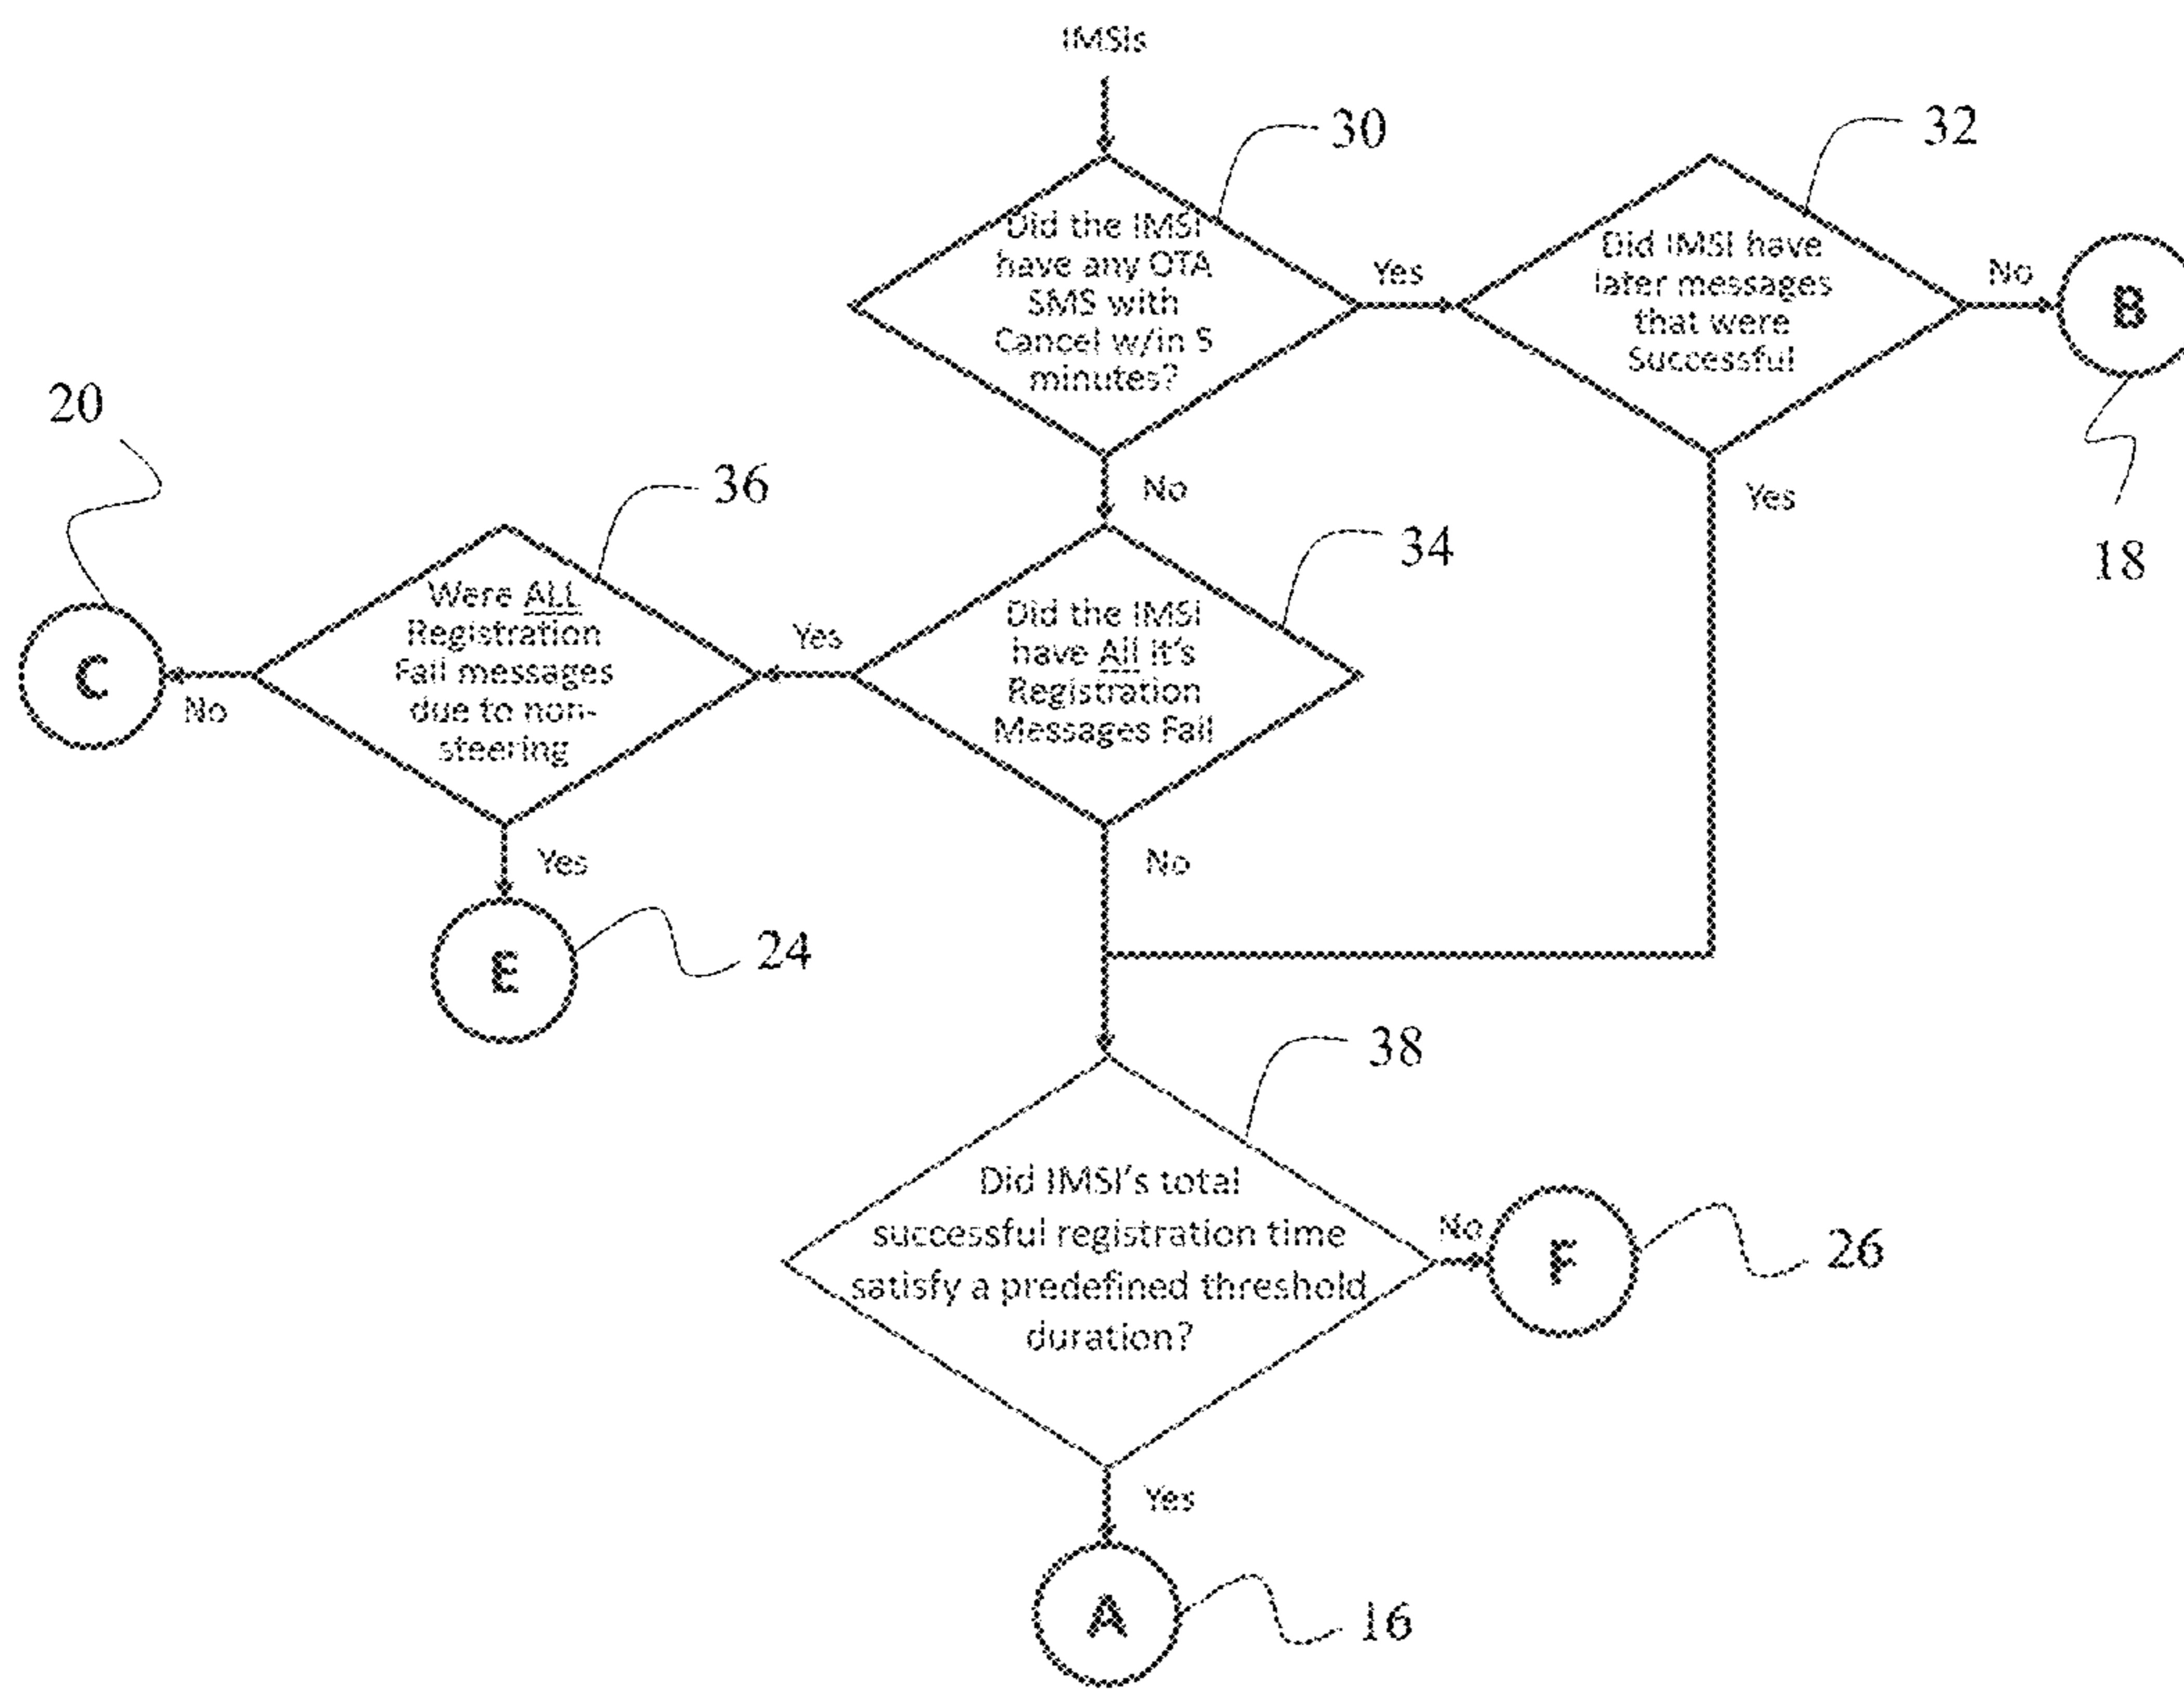 IMSIs
30
32
Did the IMSI
have any OTA
SMS with
Cancel w/in 5
minutes?
Yes
Did IMSI have
later messages
that were
Successful
No
B
18
Yes
No
20
36
34
C
No
Were ALL
Registration
Fail messages
due to non-
steering
Yes
Did the IMSI
have All it's
Registration
Messages Fail
Yes
No
E
24
38
Did IMSI's total
successful registration time
satisfy a predefined threshold
duration?
No
F
26
Yes
A
16